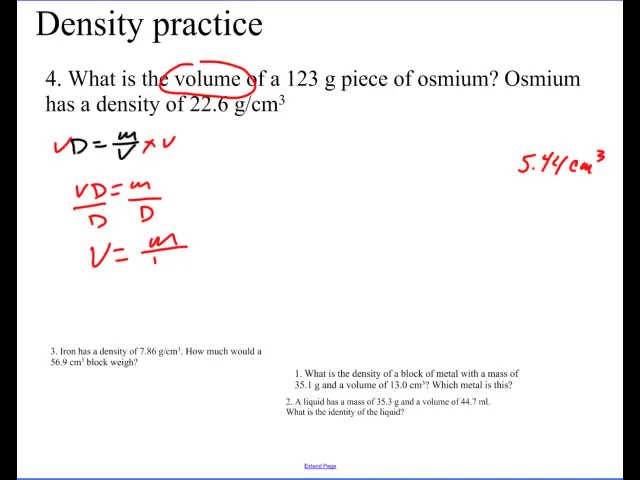 Density practice
4. What is the volume of a 123 g piece of osmium? Osmium
has a density of 22.6 g/cm³
VD = m/V × V
5.44 cm³
VD/D = m/D
V = m/
3. Iron has a density of 7.86 g/cm³. How much would a
56.9 cm³ block weigh?
1. What is the density of a block of metal with a mass of
35.1 g and a volume of 13.0 cm³? Which metal is this?
2. A liquid has a mass of 35.3 g and a volume of 44.7 ml.
What is the identity of the liquid?
Extend Page